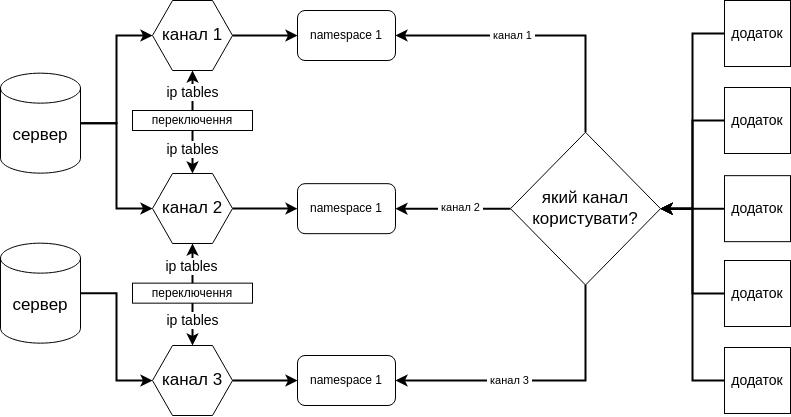 канал 1
namespace 1
канал 1
додаток
ip tables
переключення
ip tables
сервер
додаток
канал 2
namespace 1
канал 2
який канал
користувати?
додаток
ip tables
переключення
ip tables
сервер
додаток
канал 3
namespace 1
канал 3
додаток